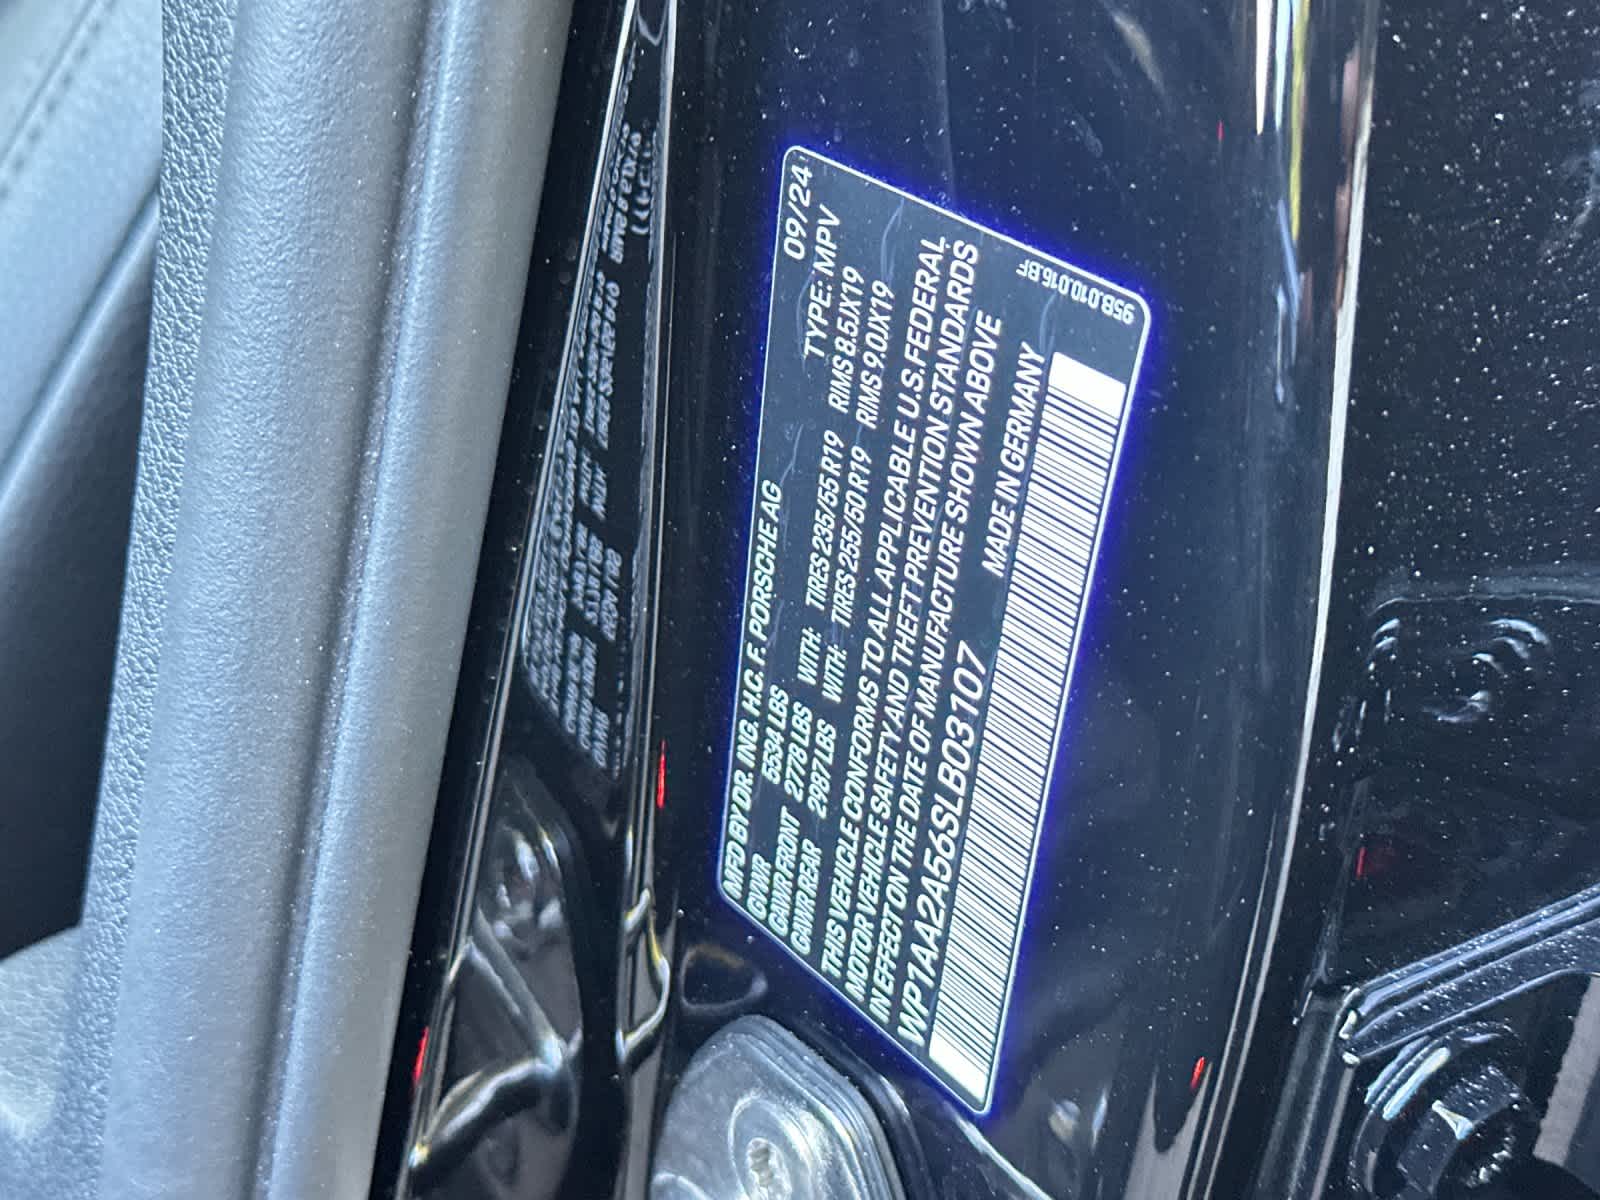 MFD BY DR. ING. H.C. F. PORSCHE AG 09/24
GVWR 5534 LBS TYPE: MPV
GAWR FRONT 2778 LBS WITH: TIRES 235/55 R19 RIMS 8.5JX19
GAWR REAR 2987 LBS WITH: TIRES 255/50 R19 RIMS 9.0JX19
THIS VEHICLE CONFORMS TO ALL APPLICABLE U.S. FEDERAL
MOTOR VEHICLE SAFETY AND THEFT PREVENTION STANDARDS
IN EFFECT ON THE DATE OF MANUFACTURE SHOWN ABOVE
WP1AA2A56SLB03107 MADE IN GERMANY
95B.010.016.BF